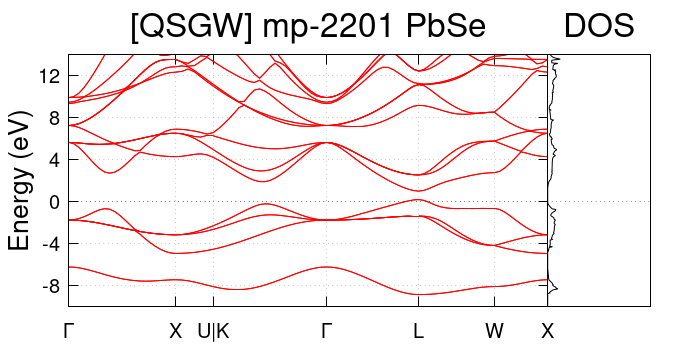 [QSGW] mp-2201 PbSe DOS
Energy (eV)
12
8
4
0
-4
-8
Γ X U|K Γ L W X